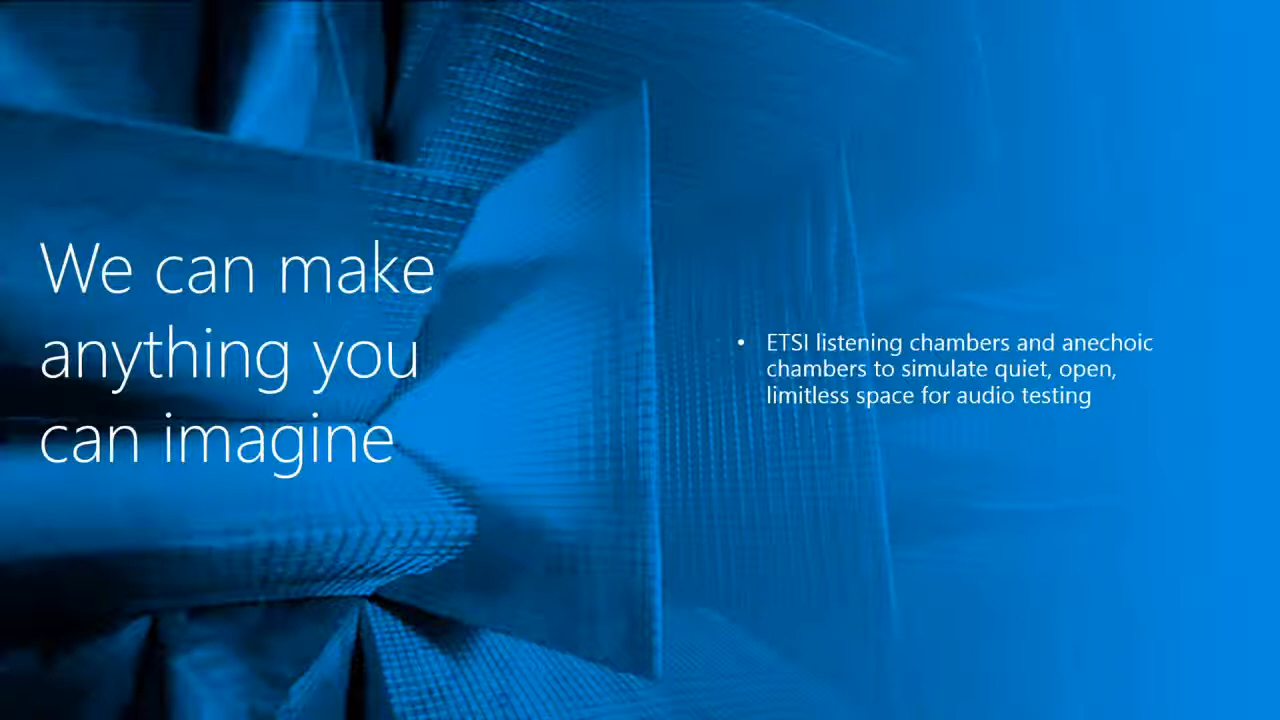 We can make
anything you
can imagine
• ETSI listening chambers and anechoic
chambers to simulate quiet, open,
limitless space for audio testing